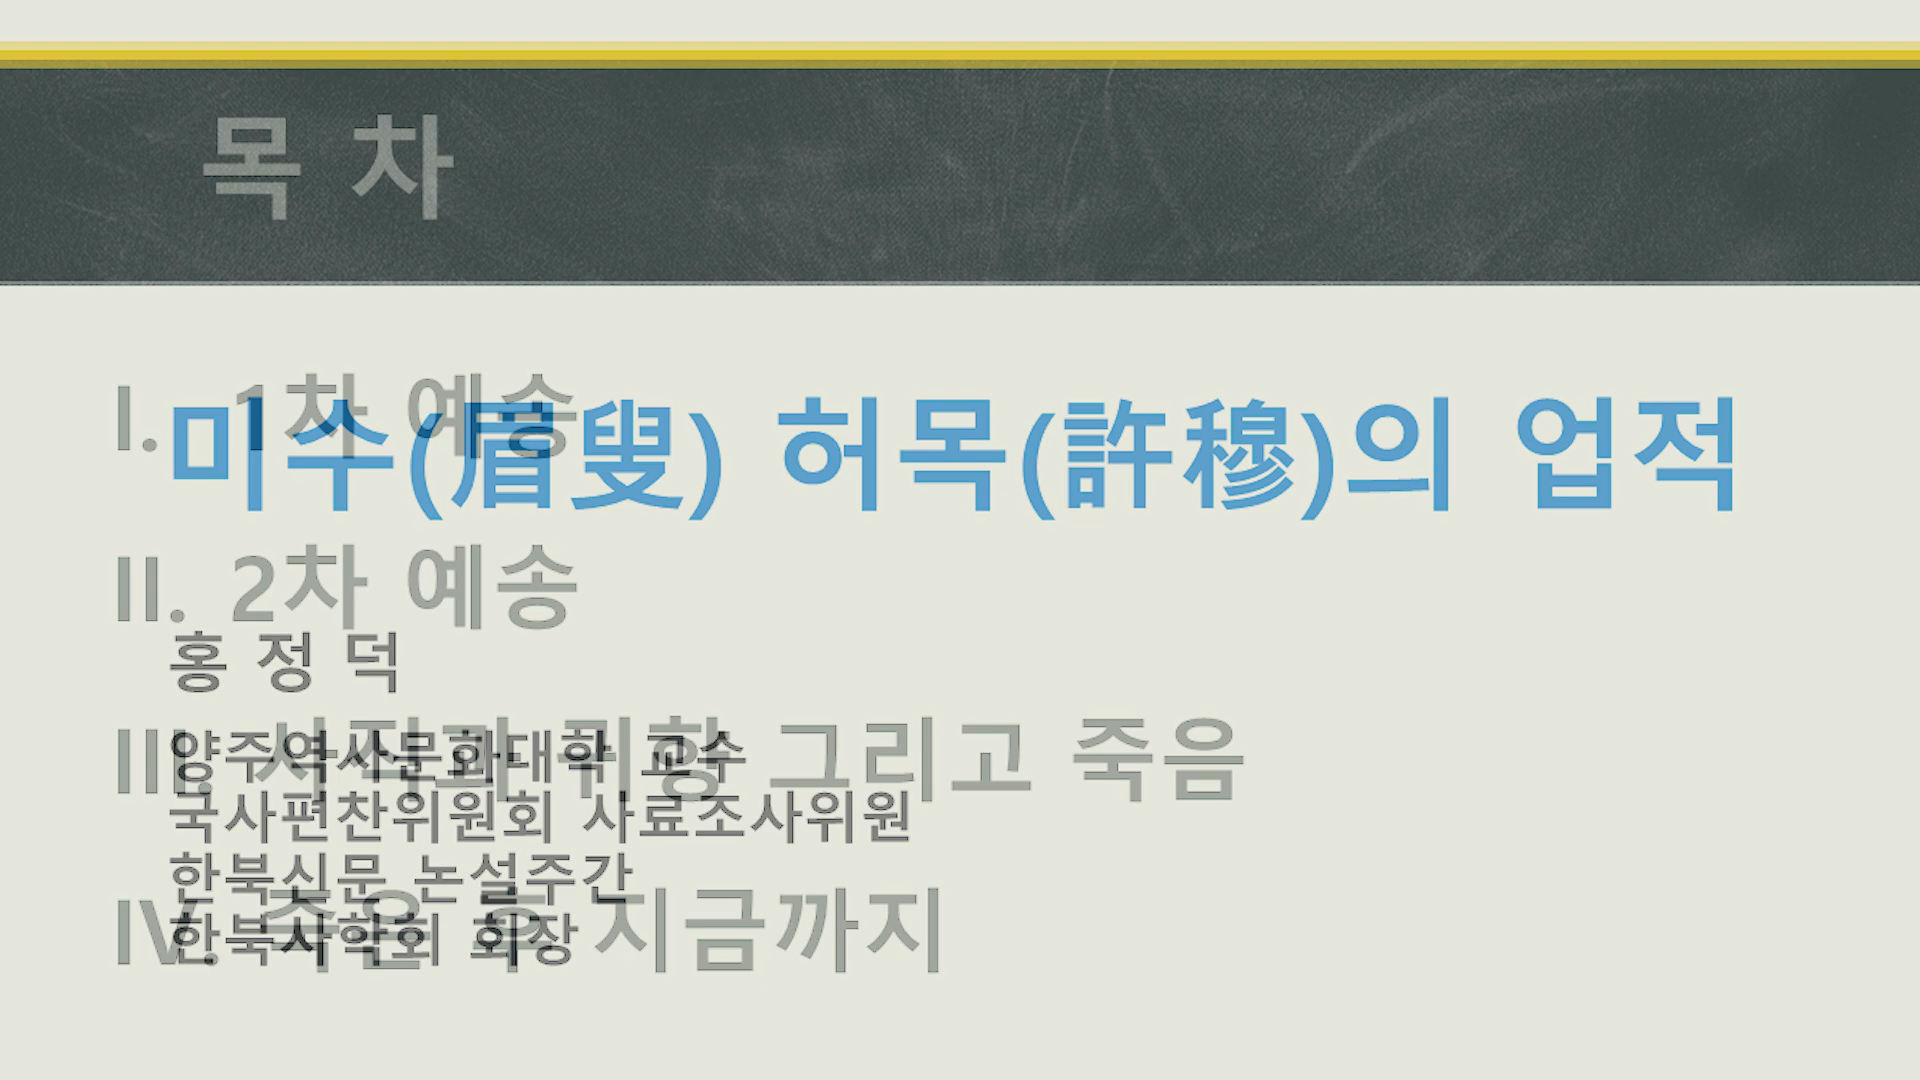 목 차
I. 1차 예송
미수(眉叟) 허목(許穆)의 업적
II. 2차 예송
홍 정 덕
III. 사직과 귀향 그리고 죽음
양주역사문화대학 교수
국사편찬위원회 사료조사위원
한북신문 논설주간
IV. 죽은 후 지금까지
한북사학회 회장